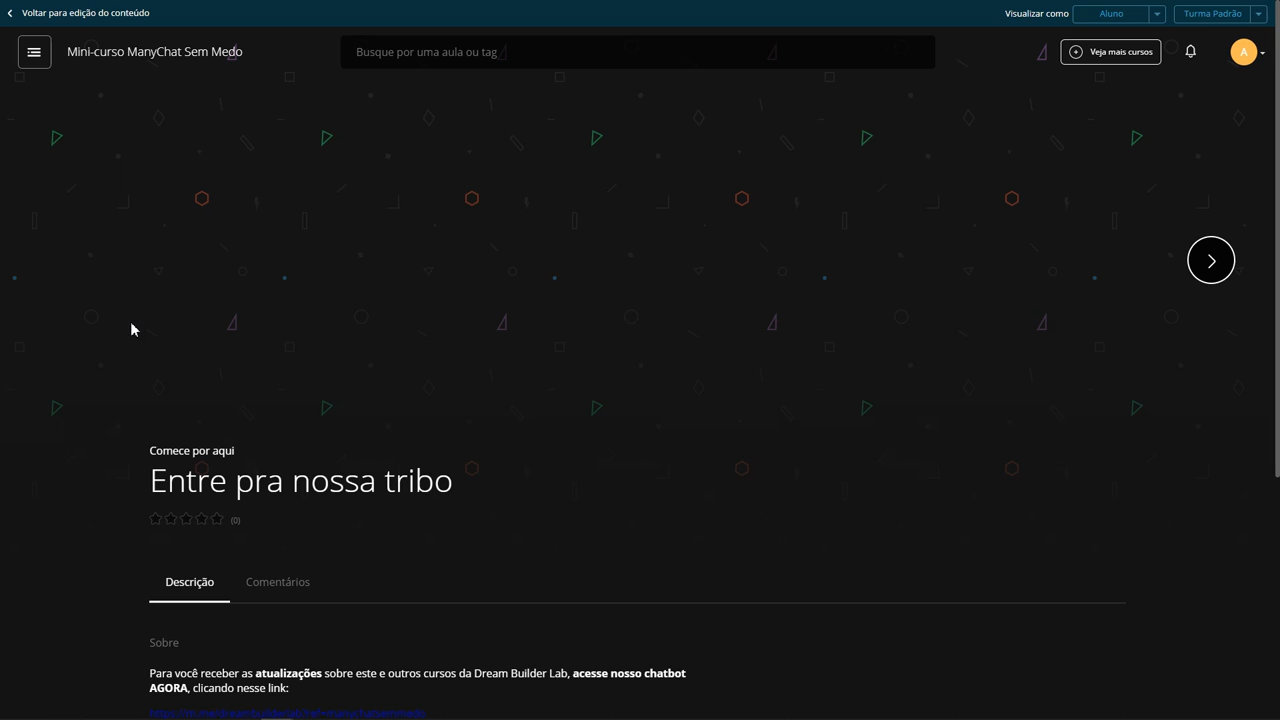 Voltar para edição do conteúdo
Visualizar como
Aluno
Turma Padrão
Mini-curso ManyChat Sem Medo
Busque por uma aula ou tag
Veja mais cursos
A
Comece por aqui
Entre pra nossa tribo
(0)
Descrição
Comentários
Sobre
Para você receber as atualizações sobre este e outros cursos da Dream Builder Lab, acesse nosso chatbot
AGORA, clicando nesse link: